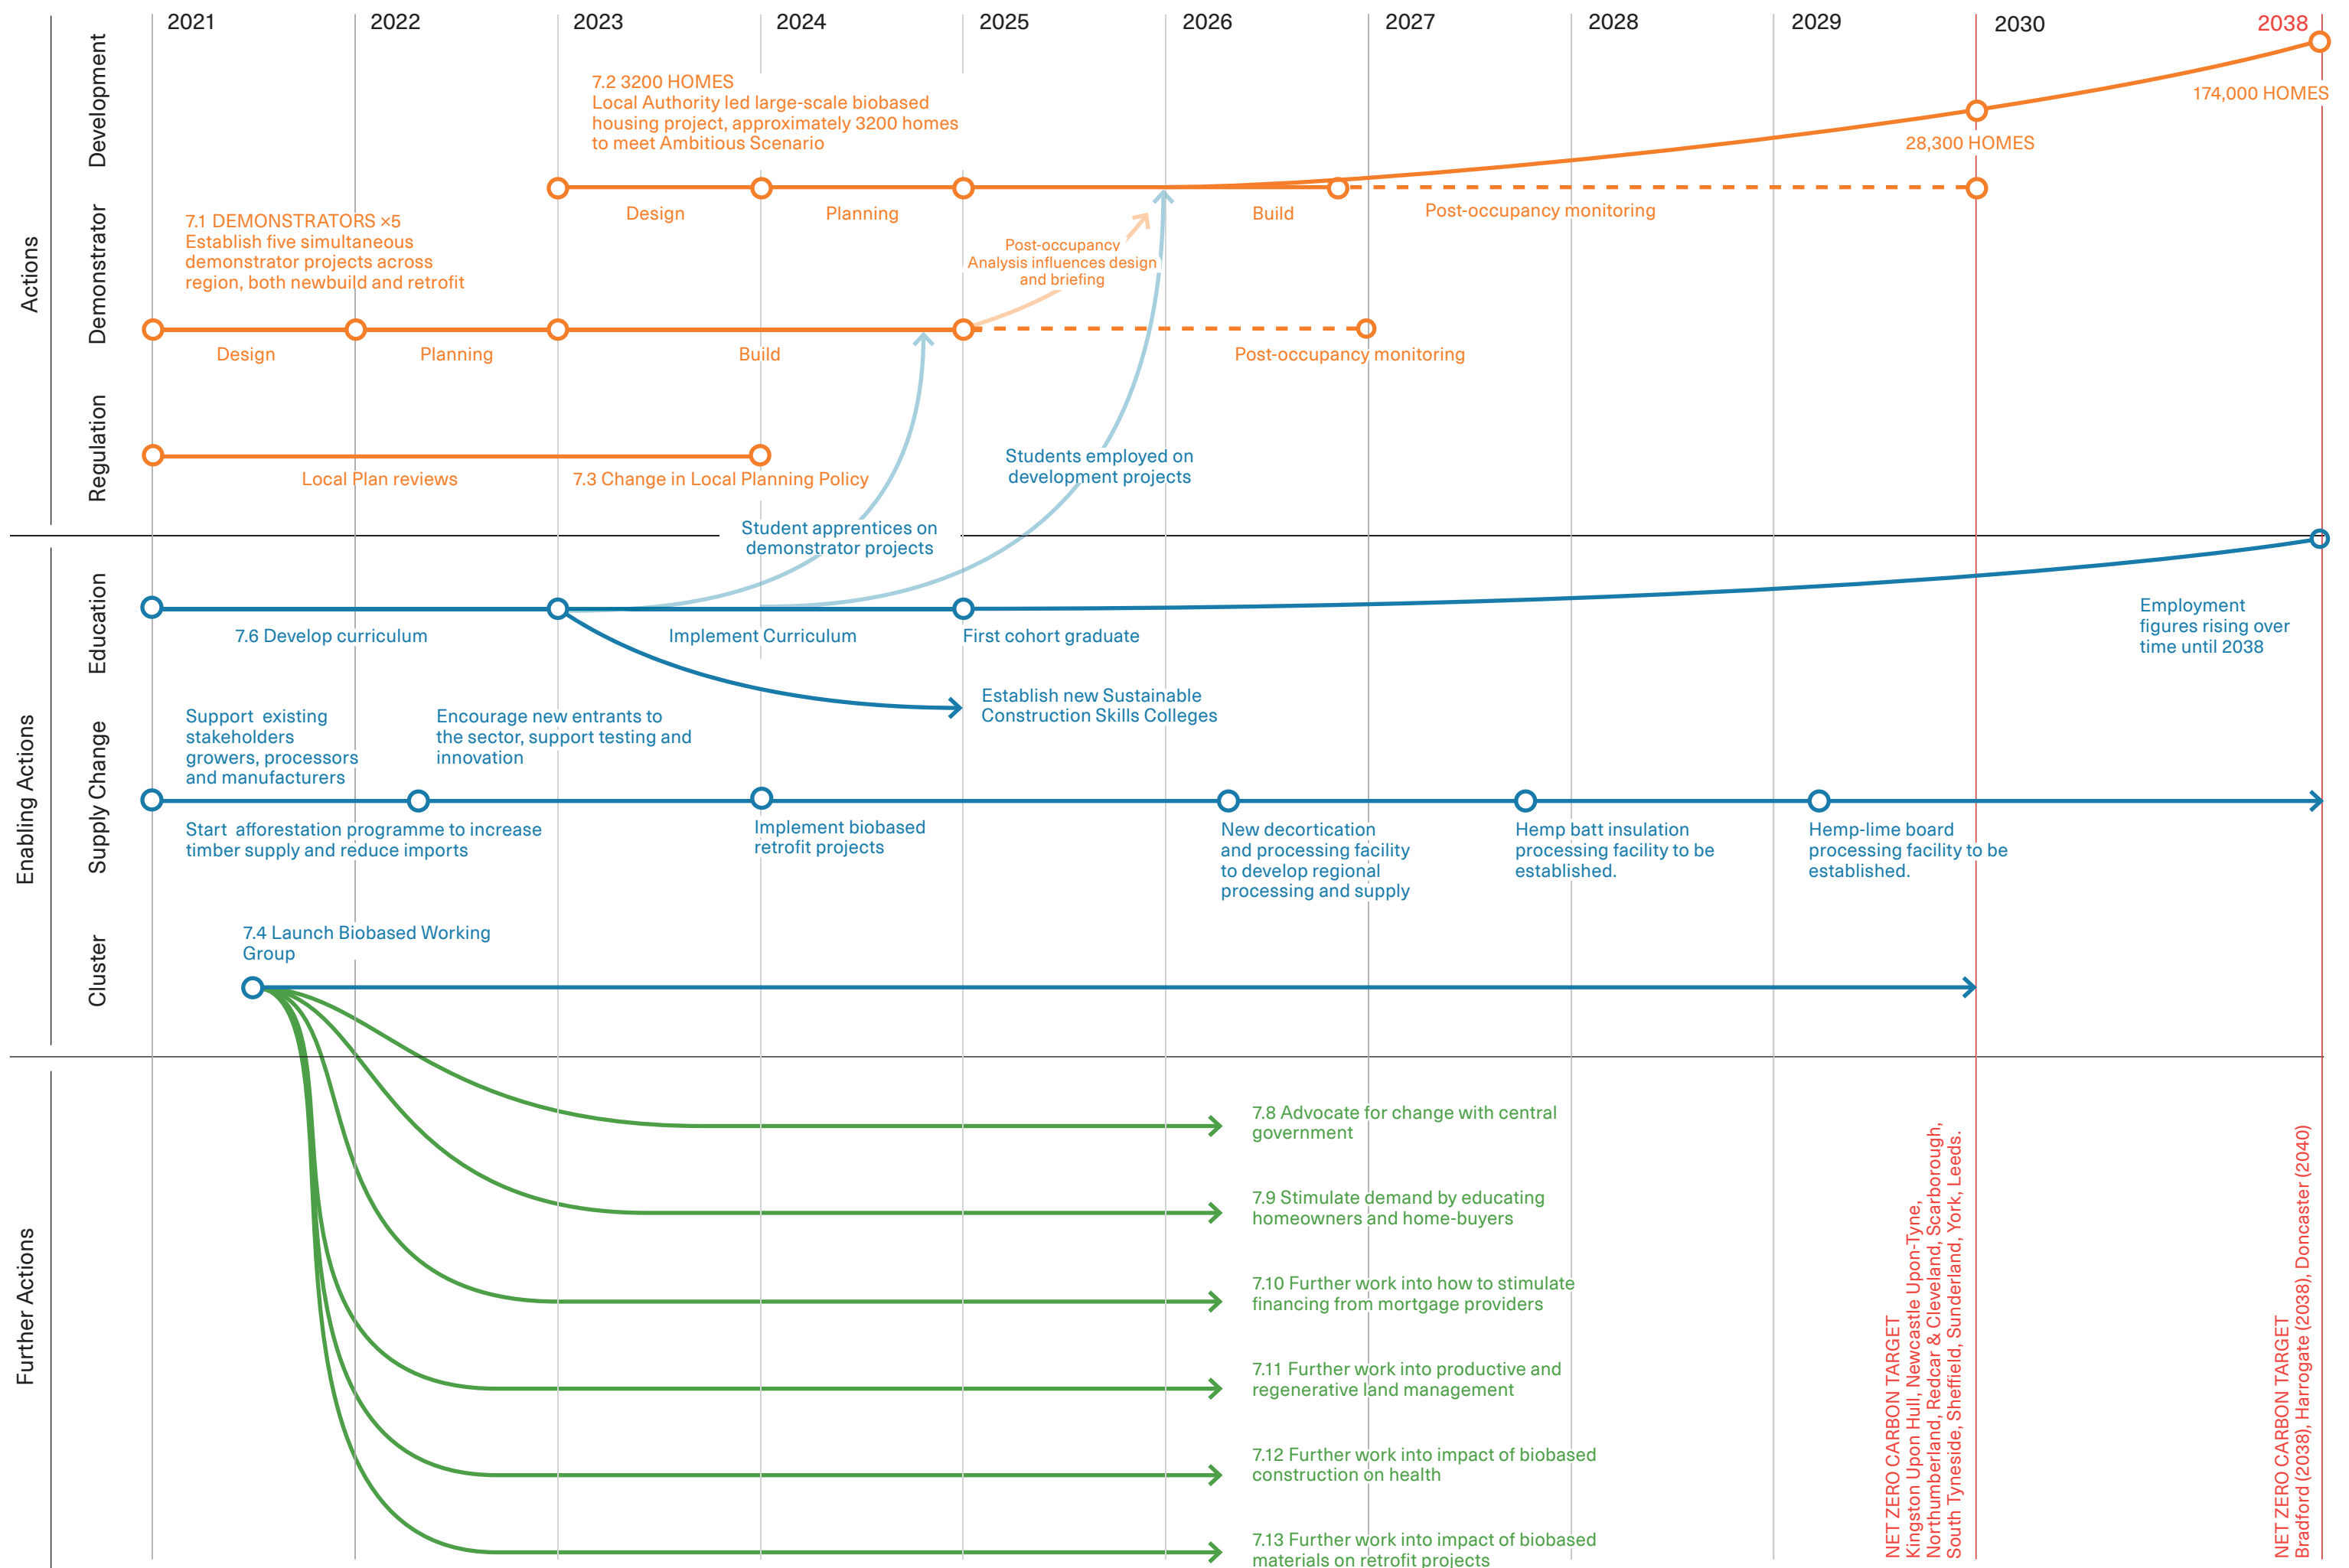 2021
2022
2023
2024
2025
2026
2027
2028
2029
2030
2038
Actions
Development
7.2 3200 HOMES
Local Authority led large-scale biobased
housing project, approximately 3200 homes
to meet Ambitious Scenario
174,000 HOMES
28,300 HOMES
Design
Planning
Build
Post-occupancy monitoring
Demonstrator
7.1 DEMONSTRATORS ×5
Establish five simultaneous
demonstrator projects across
region, both newbuild and retrofit
Post-occupancy
Analysis influences design
and briefing
Design
Planning
Build
Post-occupancy monitoring
Regulation
Local Plan reviews
7.3 Change in Local Planning Policy
Students employed on
development projects
Student apprentices on
demonstrator projects
Enabling Actions
Education
7.6 Develop curriculum
Implement Curriculum
First cohort graduate
Employment
figures rising over
time until 2038
Establish new Sustainable
Construction Skills Colleges
Supply Change
Support existing
stakeholders
growers, processors
and manufacturers
Encourage new entrants to
the sector, support testing and
innovation
Start afforestation programme to increase
timber supply and reduce imports
Implement biobased
retrofit projects
New decortication
and processing facility
to develop regional
processing and supply
Hemp batt insulation
processing facility to be
established.
Hemp-lime board
processing facility to be
established.
Cluster
7.4 Launch Biobased Working
Group
Further Actions
7.8 Advocate for change with central
government
7.9 Stimulate demand by educating
homeowners and home-buyers
7.10 Further work into how to stimulate
financing from mortgage providers
7.11 Further work into productive and
regenerative land management
7.12 Further work into impact of biobased
construction on health
7.13 Further work into impact of biobased
materials on retrofit projects
NET ZERO CARBON TARGET
Kingston Upon Hull, Newcastle Upon-Tyne,
Northumberland, Redcar & Cleveland, Scarborough,
South Tyneside, Sheffield, Sunderland, York, Leeds.
NET ZERO CARBON TARGET
Bradford (2038), Harrogate (2038), Doncaster (2040)